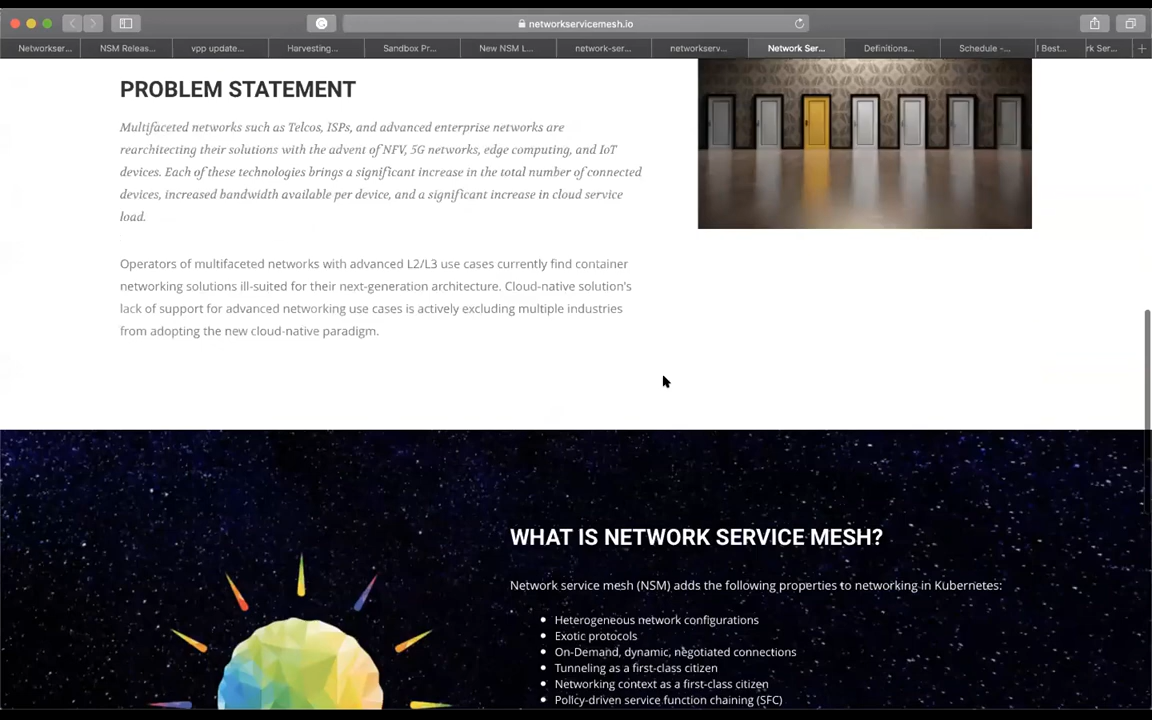 networkservicemesh.io
Networkser...
NSM Releas...
vpp update...
Harvesting...
Sandbox Pr...
New NSM L...
network-ser...
networkserv...
Network Ser...
Definitions...
Schedule -...
l Best...
rk Ser...
PROBLEM STATEMENT
Multifaceted networks such as Telcos, ISPs, and advanced enterprise networks are
rearchitecting their solutions with the advent of NFV, 5G networks, edge computing, and IoT
devices. Each of these technologies brings a significant increase in the total number of connected
devices, increased bandwidth available per device, and a significant increase in cloud service
load.
Operators of multifaceted networks with advanced L2/L3 use cases currently find container
networking solutions ill-suited for their next-generation architecture. Cloud-native solution's
lack of support for advanced networking use cases is actively excluding multiple industries
from adopting the new cloud-native paradigm.
WHAT IS NETWORK SERVICE MESH?
Network service mesh (NSM) adds the following properties to networking in Kubernetes:
• Heterogeneous network configurations
• Exotic protocols
• On-Demand, dynamic, negotiated connections
• Tunneling as a first-class citizen
• Networking context as a first-class citizen
• Policy-driven service function chaining (SFC)